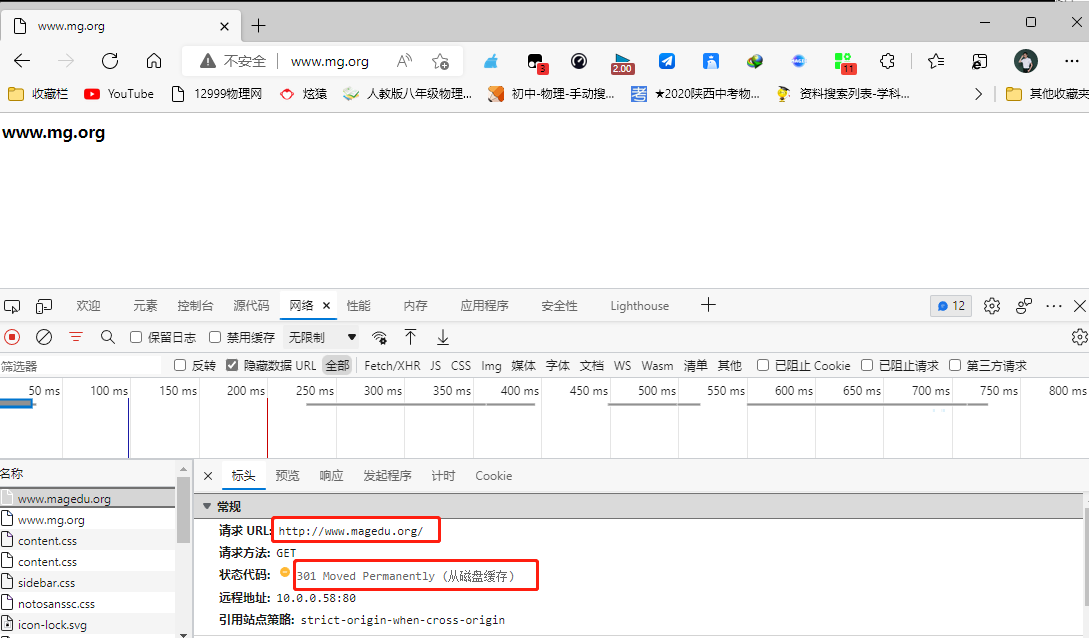 www.mg.org
不安全 www.mg.org 3 2.00 11
收藏栏 YouTube 12999物理网 炫猿 人教版八年级物理... 初中-物理-手动搜... 考 ★2020陕西中考物... 资料搜索列表-学科... 其他收藏夹
www.mg.org
欢迎 元素 控制台 源代码 网络 性能 内存 应用程序 安全性 Lighthouse 12
保留日志 禁用缓存 无限制
筛选器 反转 隐藏数据 URL 全部 Fetch/XHR JS CSS Img 媒体 字体 文档 WS Wasm 清单 其他 已阻止 Cookie 已阻止请求 第三方请求
50 ms 100 ms 150 ms 200 ms 250 ms 300 ms 350 ms 400 ms 450 ms 500 ms 550 ms 600 ms 650 ms 700 ms 750 ms 800 ms
名称
www.magedu.org
www.mg.org
content.css
content.css
sidebar.css
notosanssc.css
icon-lock.svg
标头 预览 响应 发起程序 计时 Cookie
常规
请求 URL: http://www.magedu.org/
请求方法: GET
状态代码: 301 Moved Permanently (从磁盘缓存)
远程地址: 10.0.0.58:80
引用站点策略: strict-origin-when-cross-origin